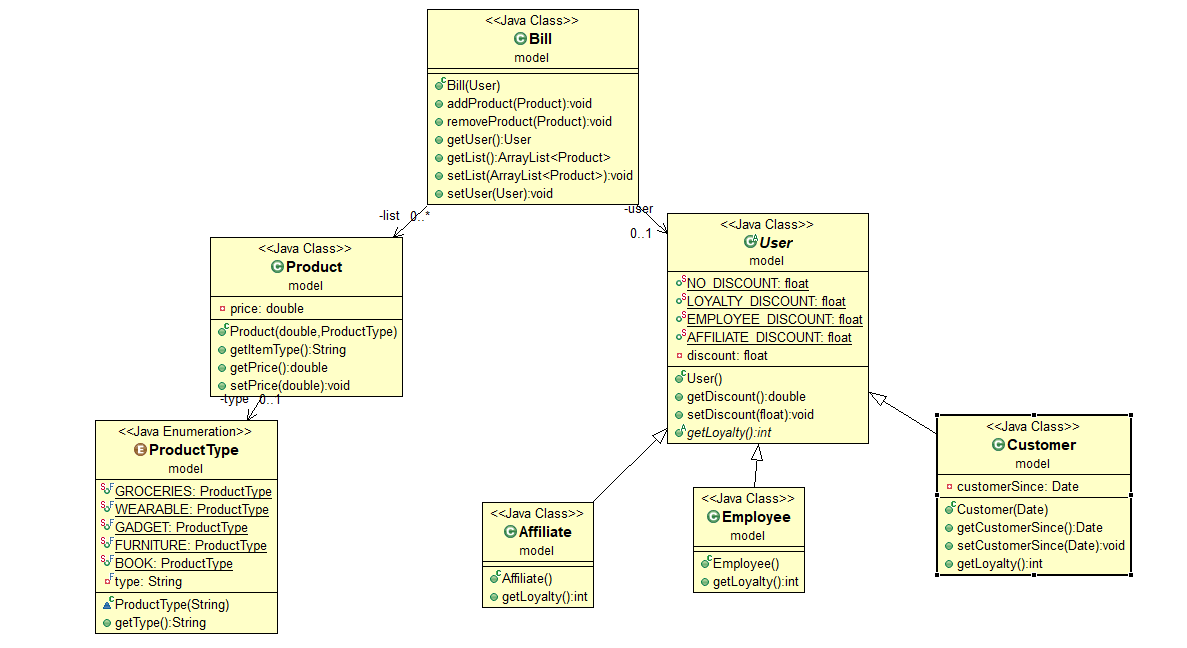 <<Java Class>>
Bill
model
Bill(User)
addProduct(Product):void
removeProduct(Product):void
getUser():User
getList():ArrayList<Product>
setList(ArrayList<Product>):void
setUser(User):void
-list 0..*
-user
0..1
<<Java Class>>
Product
model
price: double
Product(double,ProductType)
getItemType():String
getPrice():double
setPrice(double):void
-type 0..1
<<Java Enumeration>>
ProductType
model
GROCERIES: ProductType
WEARABLE: ProductType
GADGET: ProductType
FURNITURE: ProductType
BOOK: ProductType
type: String
ProductType(String)
getType():String
<<Java Class>>
User
model
NO_DISCOUNT: float
LOYALTY_DISCOUNT: float
EMPLOYEE_DISCOUNT: float
AFFILIATE_DISCOUNT: float
discount: float
User()
getDiscount():double
setDiscount(float):void
getLoyalty():int
<<Java Class>>
Affiliate
model
Affiliate()
getLoyalty():int
<<Java Class>>
Employee
model
Employee()
getLoyalty():int
<<Java Class>>
Customer
model
customerSince: Date
Customer(Date)
getCustomerSince():Date
setCustomerSince(Date):void
getLoyalty():int